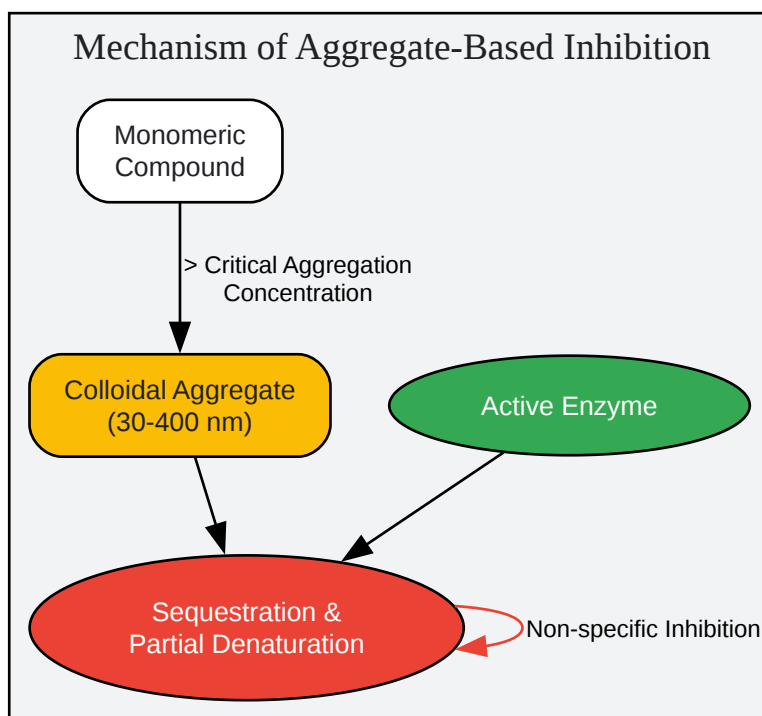 Mechanism of Aggregate-Based Inhibition
Monomeric
Compound
> Critical Aggregation
Concentration
Colloidal Aggregate
(30-400 nm)
Active Enzyme
Sequestration &
Partial Denaturation
Non-specific Inhibition